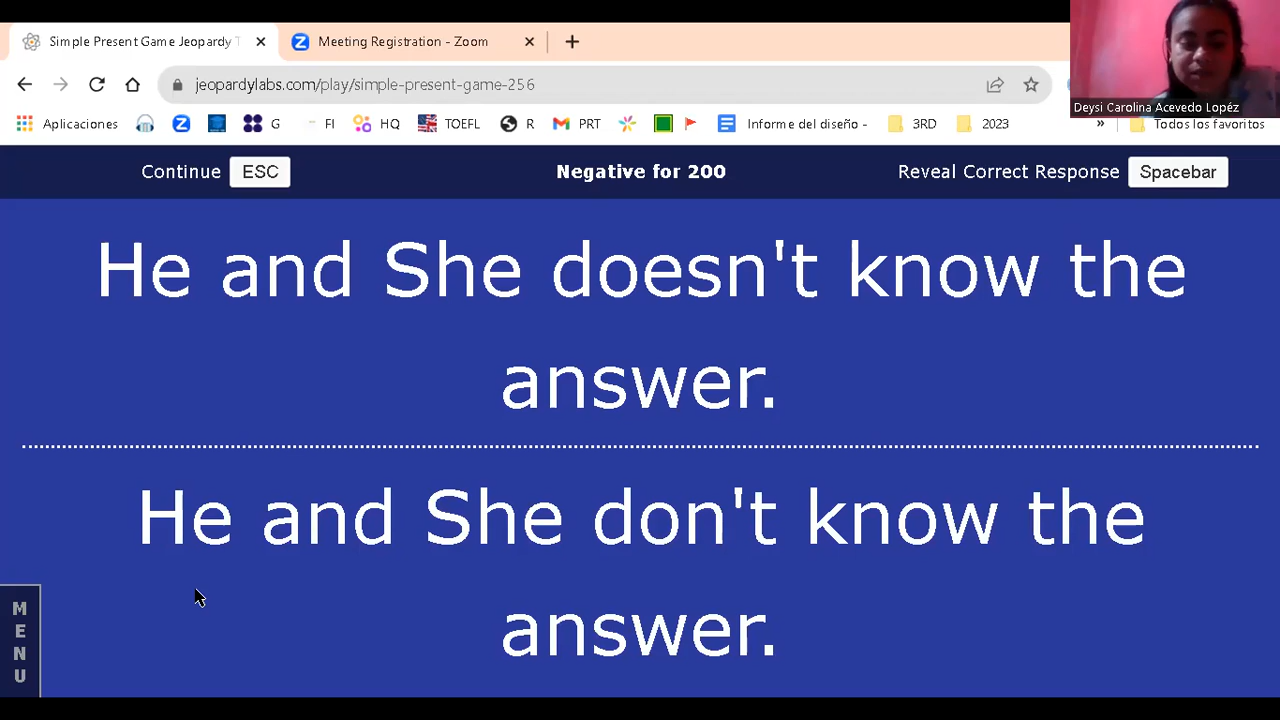 Simple Present Game Jeopardy T
Meeting Registration - Zoom
jeopardylabs.com/play/simple-present-game-256
Deysi Carolina Acevedo Lopéz
Aplicaciones G FI HQ TOEFL R PRT Informe del diseño - 3RD 2023 » Todos los favoritos
Continue ESC Negative for 200 Reveal Correct Response Spacebar
He and She doesn't know the
answer.
He and She don't know the
answer.
MENU